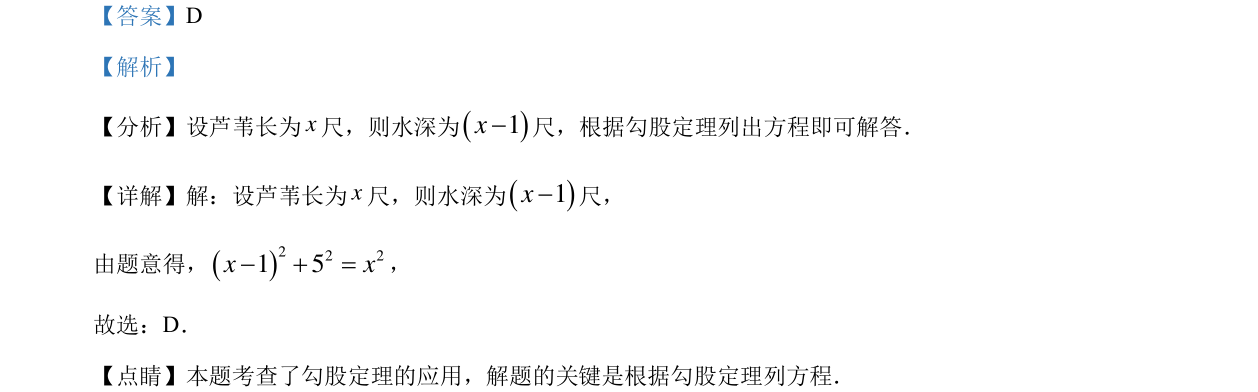 【答案】D
【解析】
【分析】设芦苇长为 x 尺，则水深为(x−1)尺，根据勾股定理列出方程即可解答．
【详解】解：设芦苇长为 x 尺，则水深为(x−1)尺，
由题意得，(x−1)²+5²=x²，
故选：D．
【点睛】本题考查了勾股定理的应用，解题的关键是根据勾股定理列方程．